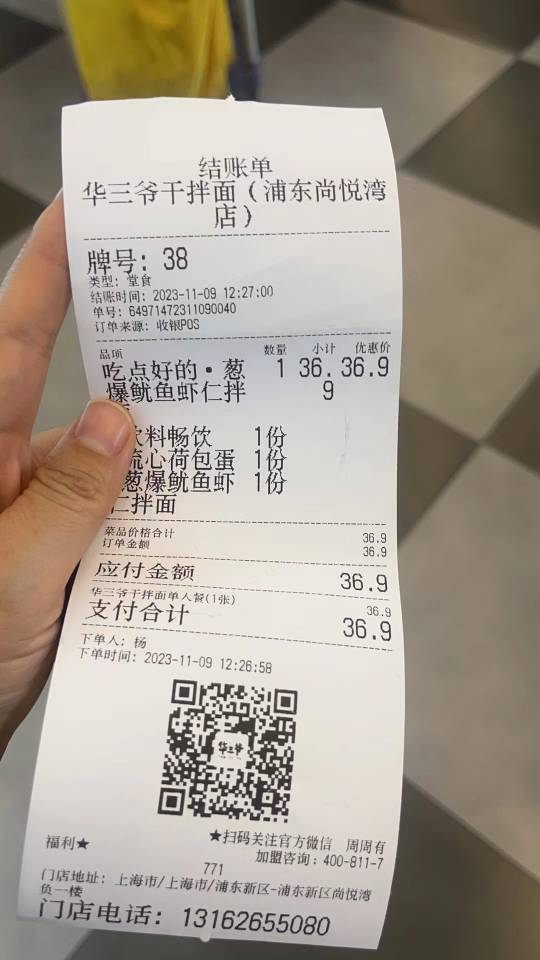 结账单
华三爷干拌面（浦东尚悦湾
店）
牌号：38
类型：堂食
结账时间：2023-11-09 12:27:00
单号：64971472311090040
订单来源：收银POS
品项 数量 小计 优惠价
吃点好的·葱 1 36. 36.9
爆鱿鱼虾仁拌 9
饮料畅饮 1份
流心荷包蛋 1份
葱爆鱿鱼虾 1份
仁拌面
菜品价格合计 36.9
订单金额 36.9
应付金额 36.9
华三爷干拌面单人餐(1张) 36.9
支付合计 36.9
下单人：杨
下单时间：2023-11-09 12:26:58
华三爷
★扫码关注官方微信 周周有
福利★
加盟咨询：400-811-7
771
门店地址：上海市/上海市/浦东新区-浦东新区尚悦湾
负一楼
门店电话：13162655080